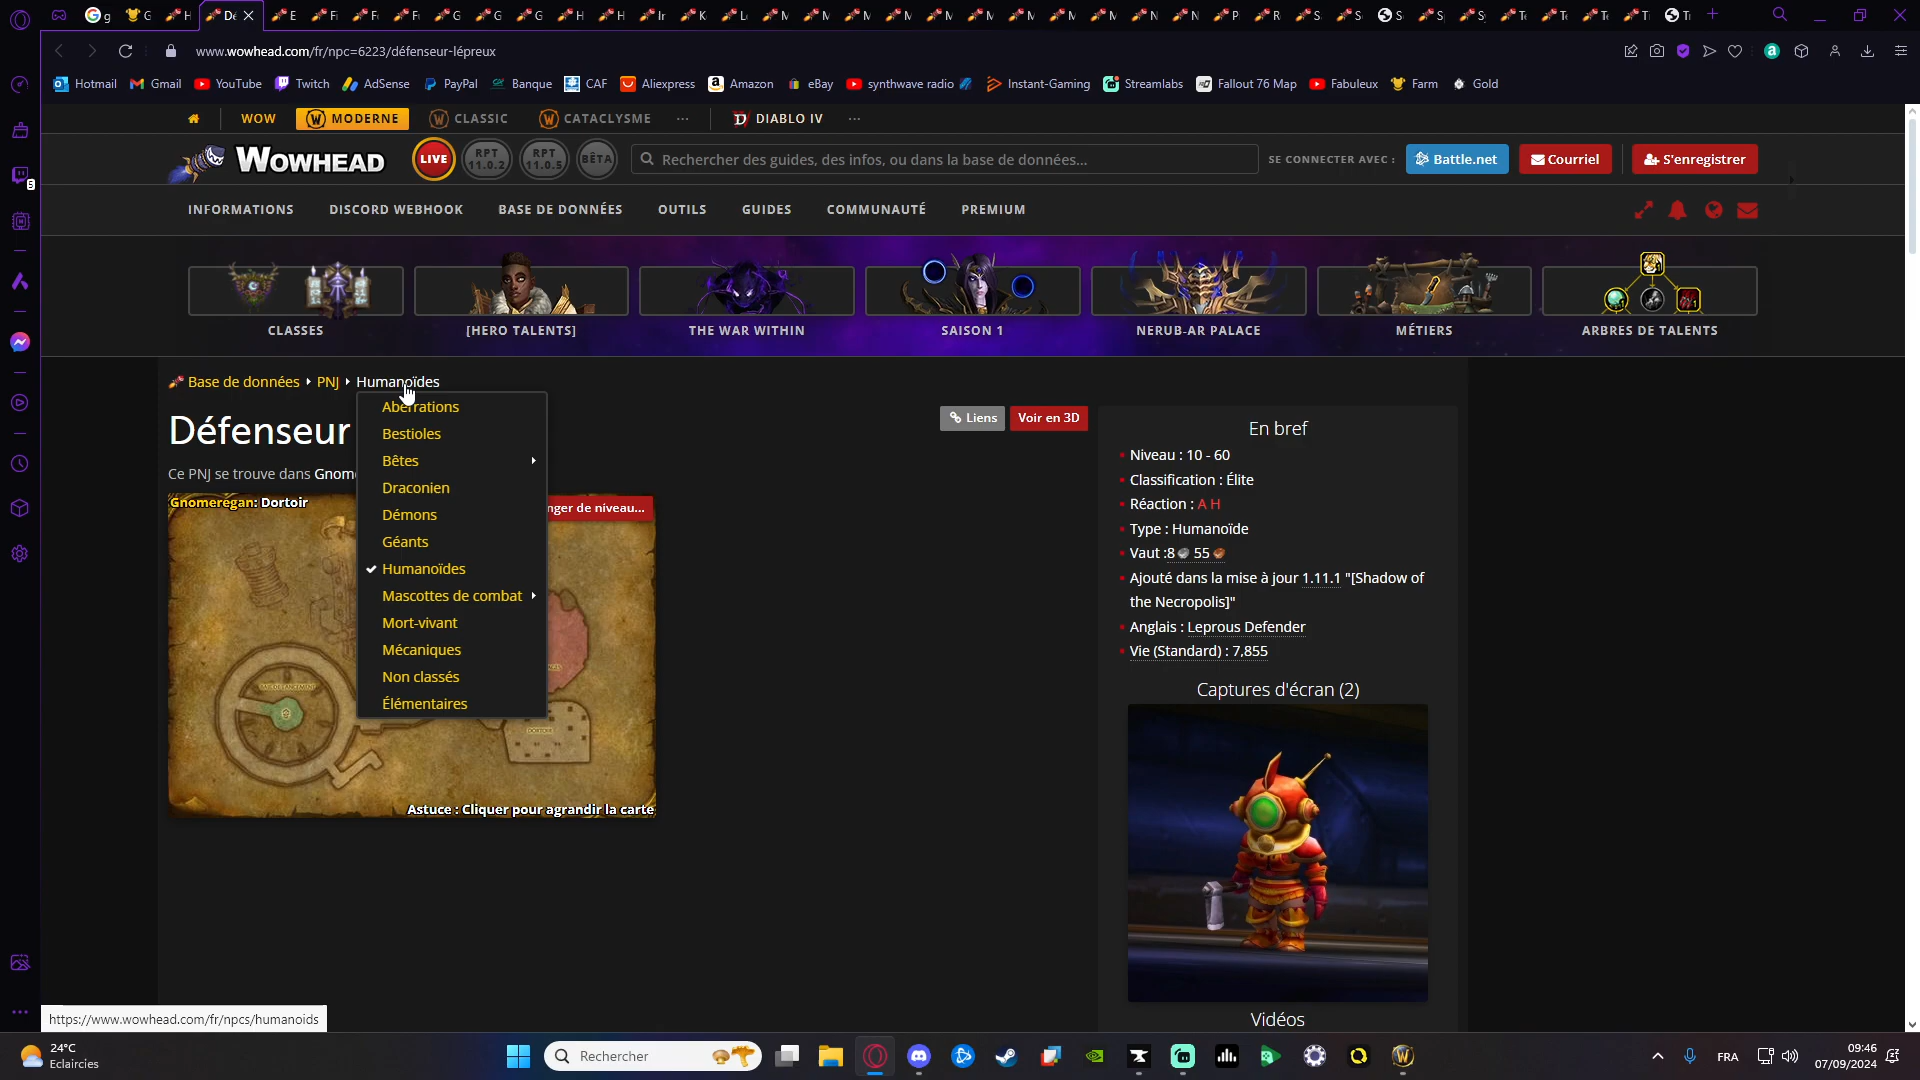 www.wowhead.com/fr/npc=6223/défenseur-lépreux
Hotmail Gmail YouTube Twitch AdSense PayPal Banque CAF Aliexpress Amazon eBay synthwave radio Instant-Gaming Streamlabs Fallout 76 Map Fabuleux Farm Gold
WOW MODERNE CLASSIC CATACLYSME ... DIABLO IV ...
WOWHEAD LIVE RPT 11.0.2 RPT 11.0.5 BÊTA Rechercher des guides, des infos, ou dans la base de données... SE CONNECTER AVEC : Battle.net Courriel S'enregistrer
INFORMATIONS DISCORD WEBHOOK BASE DE DONNÉES OUTILS GUIDES COMMUNAUTÉ PREMIUM
CLASSES [HERO TALENTS] THE WAR WITHIN SAISON 1 NERUB-AR PALACE MÉTIERS ARBRES DE TALENTS
Base de données PNJ Humanoïdes
Défenseur
Ce PNJ se trouve dans Gnome
Gnomeregan: Dortoir
nger de niveau...
Aberrations
Bestioles
Bêtes
Draconien
Démons
Géants
Humanoïdes
Mascottes de combat
Mort-vivant
Mécaniques
Non classés
Élémentaires
DORTOIR
Astuce : Cliquer pour agrandir la carte
Liens Voir en 3D
En bref
Niveau : 10 - 60
Classification : Élite
Réaction : A H
Type : Humanoïde
Vaut :8 55
Ajouté dans la mise à jour 1.11.1 "[Shadow of
the Necropolis]"
Anglais : Leprous Defender
Vie (Standard) : 7,855
Captures d'écran (2)
Vidéos
https://www.wowhead.com/fr/npcs/humanoids
24°C
Eclaircies
Rechercher
FRA
09:46
07/09/2024